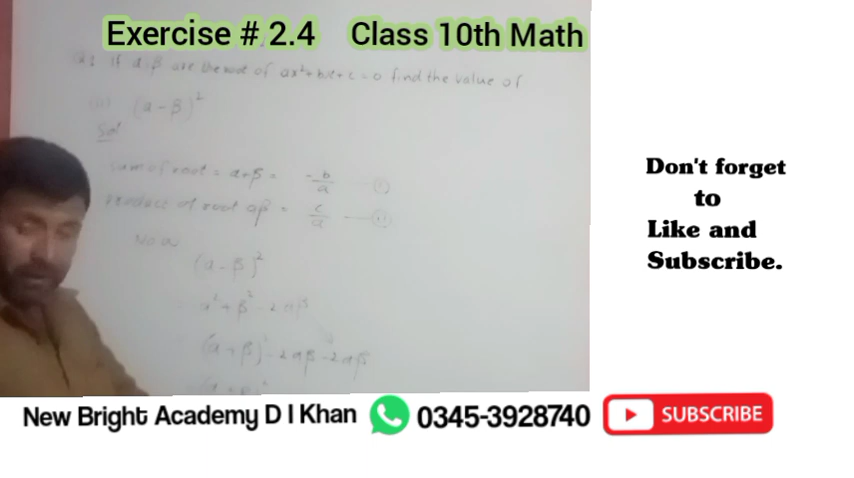 Exercise # 2.4 Class 10th Math
Q1 If α β are the root of ax²+bx+c=0 find the value of
(α - β)²
Sol
sum of root = α+β = -b/a
Product of root αβ = c/a
Now
(α - β)²
α² + β² - 2αβ
(α + β)² - 2αβ - 2αβ
Don't forget
to
Like and
Subscribe.
New Bright Academy D I Khan 0345-3928740 SUBSCRIBE